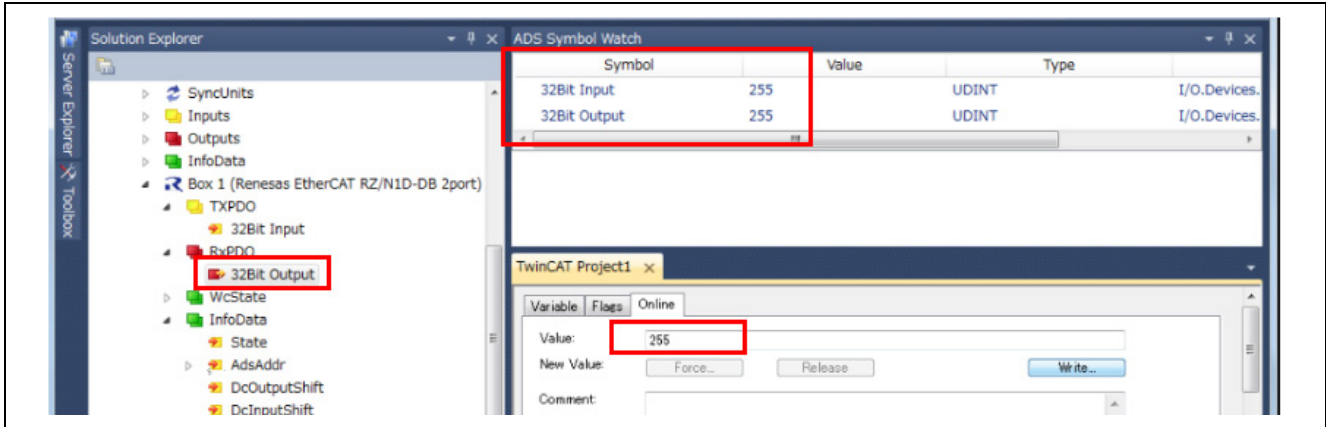 Server Explorer
Toolbox
Solution Explorer
SyncUnits
Inputs
Outputs
InfoData
Box 1 (Renesas EtherCAT RZ/N1D-DB 2port)
TXPDO
32Bit Input
RxPDO
32Bit Output
WcState
InfoData
State
AdsAddr
DcOutputShift
DcInputShift
ADS Symbol Watch
Symbol Value Type
32Bit Input 255 UDINT I/O.Devices.
32Bit Output 255 UDINT I/O.Devices.
TwinCAT Project1
Variable Flags Online
Value: 255
New Value: Force... Release Write...
Comment: